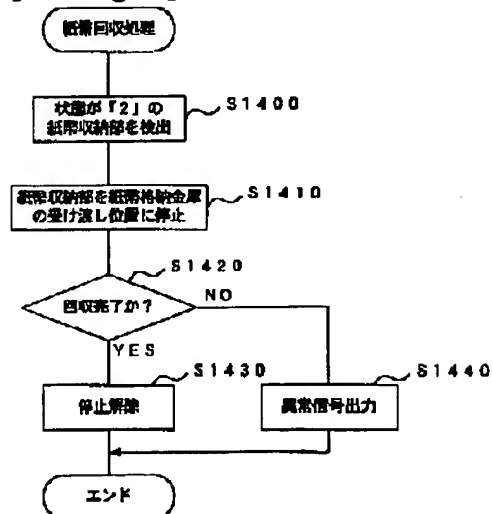 紙幣回収処理
状態が「2」の
紙幣収納部を検出
S1400
紙幣収納部を紙幣格納金庫
の受け渡し位置に停止
S1410
S1420
回収完了か?
NO
YES
S1430
停止解除
S1440
異常信号出力
エンド